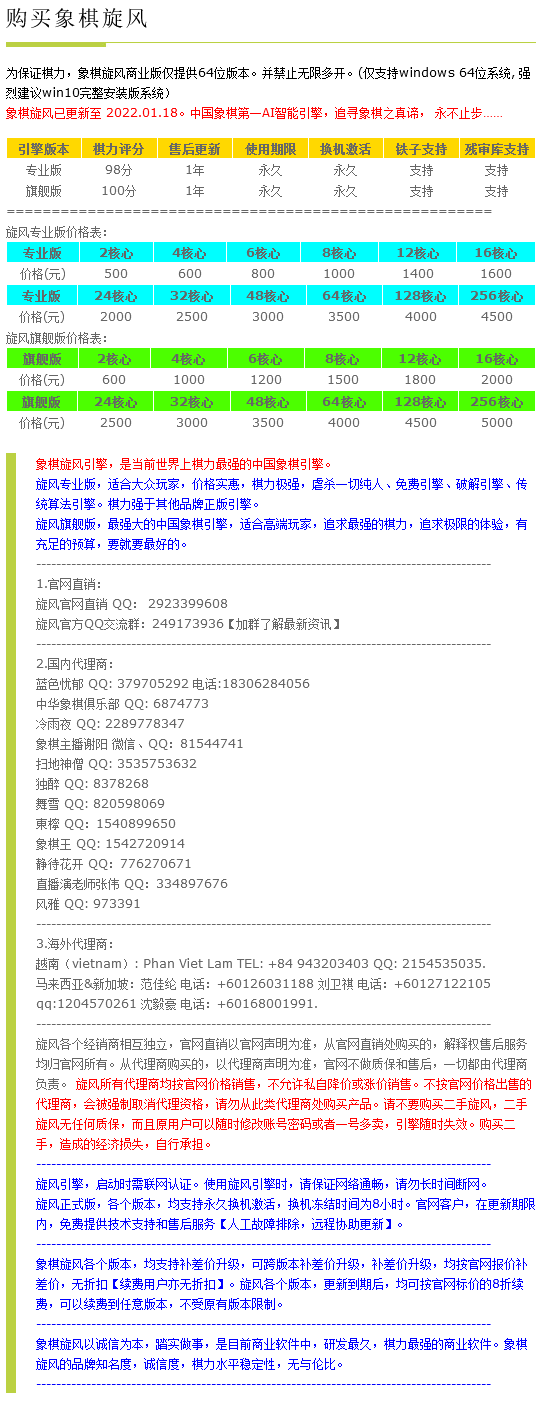 购买象棋旋风
为保证棋力，象棋旋风商业版仅提供64位版本。并禁止无限多开。(仅支持windows 64位系统, 强
烈建议win10完整安装版系统)
象棋旋风已更新至 2022.01.18。中国象棋第一AI智能引擎，追寻象棋之真谛， 永不止步……
引擎版本 棋力评分 售后更新 使用期限 换机激活 铁子支持 残审库支持
专业版 98分 1年 永久 永久 支持 支持
旗舰版 100分 1年 永久 永久 支持 支持
======================================================
旋风专业版价格表:
专业版 2核心 4核心 6核心 8核心 12核心 16核心
价格(元) 500 600 800 1000 1400 1600
专业版 24核心 32核心 48核心 64核心 128核心 256核心
价格(元) 2000 2500 3000 3500 4000 4500
旋风旗舰版价格表:
旗舰版 2核心 4核心 6核心 8核心 12核心 16核心
价格(元) 600 1000 1200 1500 1800 2000
旗舰版 24核心 32核心 48核心 64核心 128核心 256核心
价格(元) 2500 3000 3500 4000 4500 5000
象棋旋风引擎，是当前世界上棋力最强的中国象棋引擎。
旋风专业版，适合大众玩家，价格实惠，棋力极强，虐杀一切纯人、免费引擎、破解引擎、传
统算法引擎。棋力强于其他品牌正版引擎。
旋风旗舰版，最强大的中国象棋引擎，适合高端玩家，追求最强的棋力，追求极限的体验，有
充足的预算，要就要最好的。
-------------------------------------------------------------------------------------------
1.官网直销:
旋风官网直销 QQ: 2923399608
旋风官方QQ交流群: 249173936【加群了解最新资讯】
-------------------------------------------------------------------------------------------
2.国内代理商:
蓝色忧郁 QQ: 379705292 电话:18306284056
中华象棋俱乐部 QQ: 6874773
冷雨夜 QQ: 2289778347
象棋主播谢阳 微信、QQ: 81544741
扫地神僧 QQ: 3535753632
独醉 QQ: 8378268
舞雪 QQ: 820598069
東檸 QQ: 1540899650
象棋王 QQ: 1542720914
静待花开 QQ: 776270671
直播演老师张伟 QQ: 334897676
风雅 QQ: 973391
-------------------------------------------------------------------------------------------
3.海外代理商:
越南（vietnam）: Phan Viet Lam TEL: +84 943203403 QQ: 2154535035.
马来西亚&新加坡: 范佳纶 电话: +60126031188 刘卫祺 电话: +60127122105
qq:1204570261 沈毅豪 电话: +60168001991.
-------------------------------------------------------------------------------------------
旋风各个经销商相互独立，官网直销以官网声明为准，从官网直销处购买的，解释权售后服务
均归官网所有。从代理商购买的，以代理商声明为准，官网不做质保和售后，一切都由代理商
负责。 旋风所有代理商均按官网价格销售，不允许私自降价或涨价销售。不按官网价格出售的
代理商，会被强制取消代理资格，请勿从此类代理商处购买产品。请不要购买二手旋风，二手
旋风无任何质保，而且原用户可以随时修改账号密码或者一号多卖，引擎随时失效。购买二
手，造成的经济损失，自行承担。
-------------------------------------------------------------------------------------------
旋风引擎，启动时需联网认证。使用旋风引擎时，请保证网络通畅，请勿长时间断网。
旋风正式版，各个版本，均支持永久换机激活，换机冻结时间为8小时。官网客户，在更新期限
内，免费提供技术支持和售后服务【人工故障排除，远程协助更新】。
-------------------------------------------------------------------------------------------
象棋旋风各个版本，均支持补差价升级，可跨版本补差价升级，补差价升级，均按官网报价补
差价，无折扣【续费用户亦无折扣】。旋风各个版本，更新到期后，均可按官网标价的8折续
费，可以续费到任意版本，不受原有版本限制。
-------------------------------------------------------------------------------------------
象棋旋风以诚信为本，踏实做事，是目前商业软件中，研发最久，棋力最强的商业软件。象棋
旋风的品牌知名度，诚信度，棋力水平稳定性，无与伦比。
-------------------------------------------------------------------------------------------